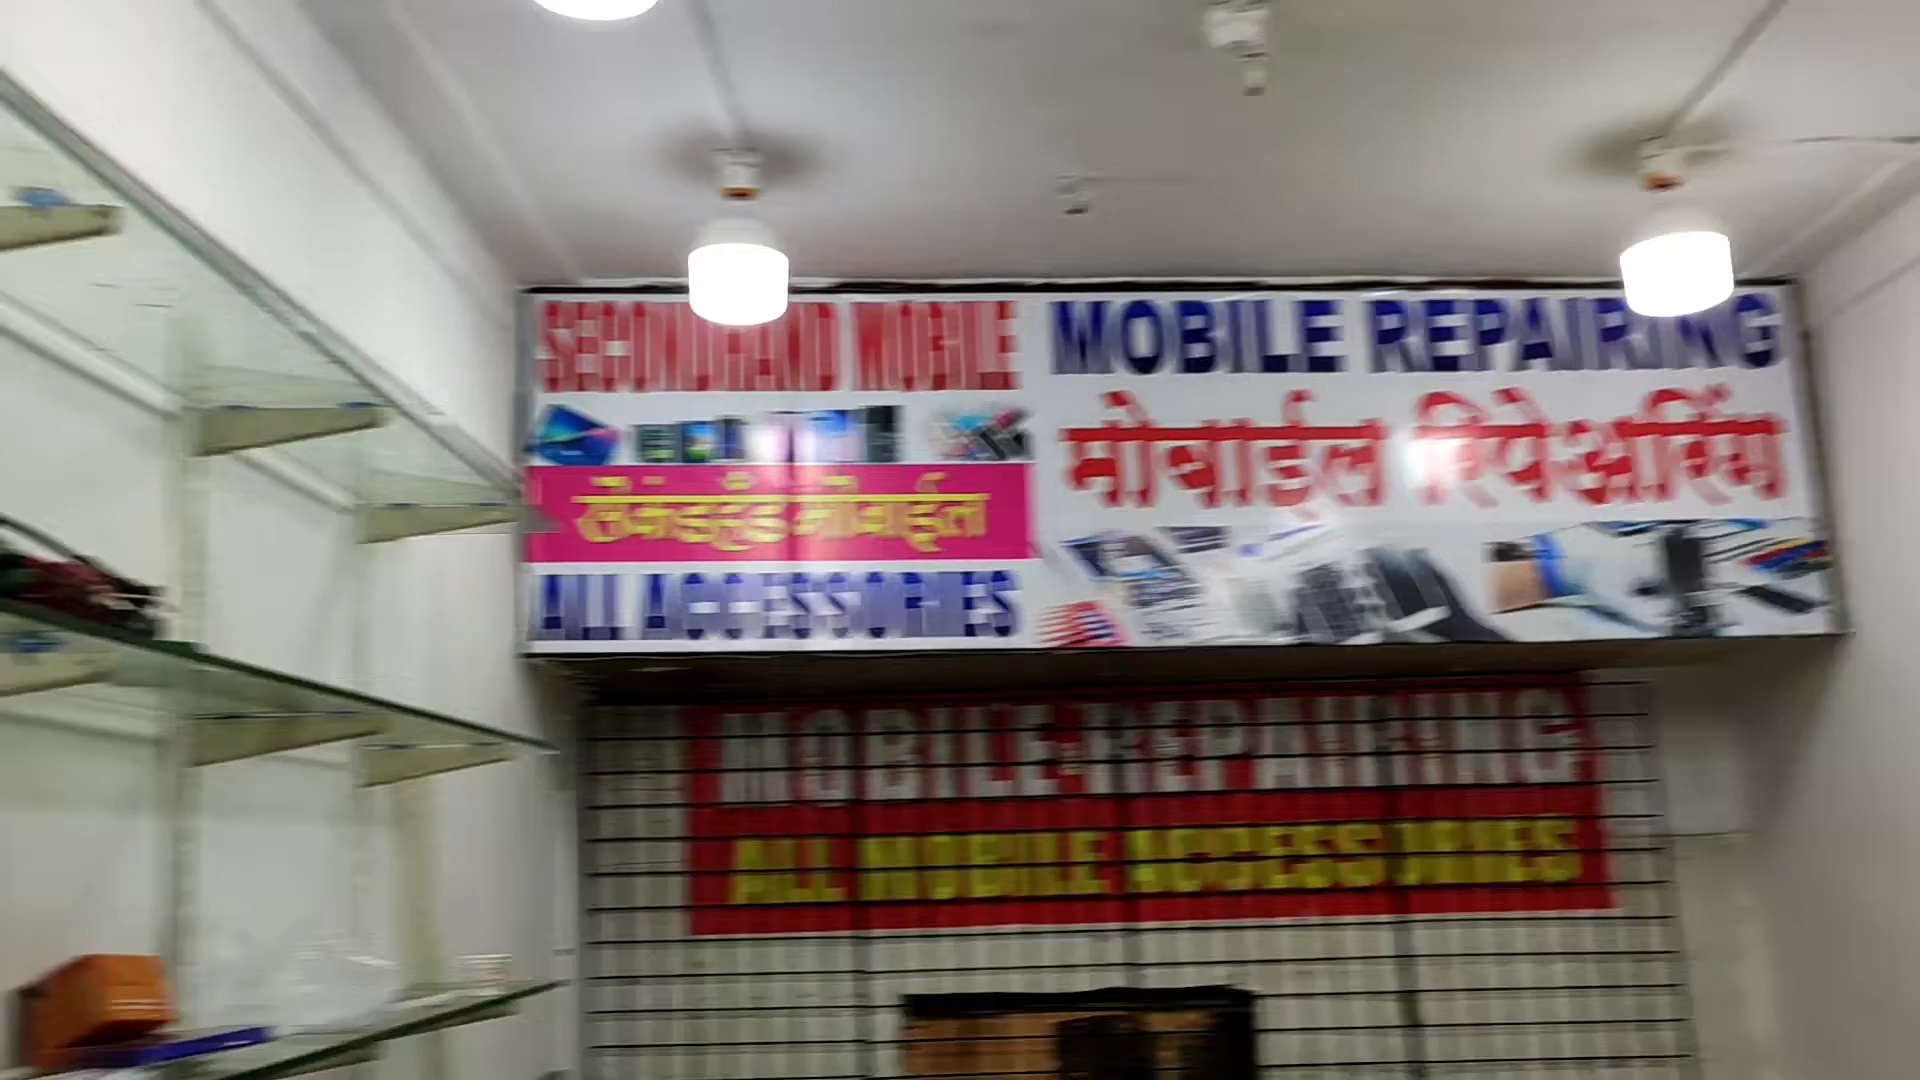 SECONDHAND MOBILE
सेकंडहँड मोबाईल
ALL ACCESSORIES
MOBILE REPAIRING
मोबाईल रिपेअरिंग
MOBILE REPAIRING
ALL MOBILE ACCESSORIES